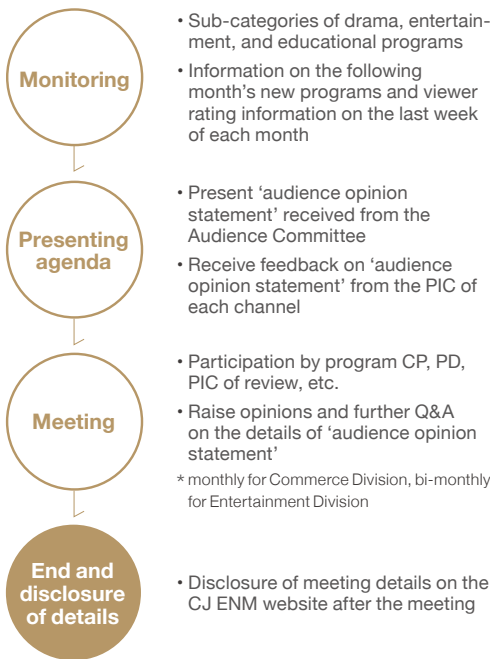 Monitoring
• Sub-categories of drama, entertain-
ment, and educational programs
• Information on the following
month's new programs and viewer
rating information on the last week
of each month
Presenting
agenda
• Present ‘audience opinion
statement’ received from the
Audience Committee
• Receive feedback on ‘audience
opinion statement’ from the PIC of
each channel
Meeting
• Participation by program CP, PD,
PIC of review, etc.
• Raise opinions and further Q&A
on the details of ‘audience opinion
statement’
* monthly for Commerce Division, bi-monthly
for Entertainment Division
End and
disclosure
of details
• Disclosure of meeting details on the
CJ ENM website after the meeting